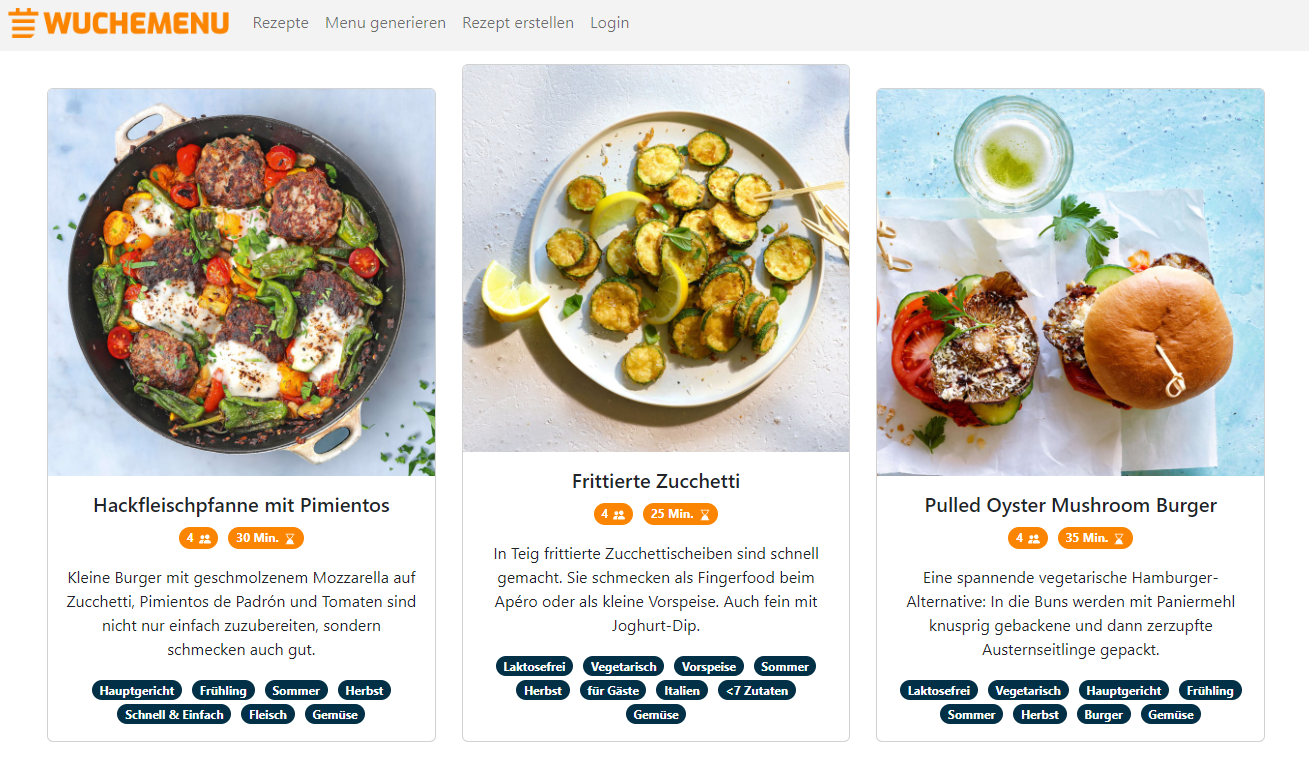 WUCHEMENU Rezepte Menu generieren Rezept erstellen Login
Hackfleischpfanne mit Pimientos
4 30 Min.
Kleine Burger mit geschmolzenem Mozzarella auf
Zucchetti, Pimientos de Padrón und Tomaten sind
nicht nur einfach zuzubereiten, sondern
schmecken auch gut.
Hauptgericht Frühling Sommer Herbst
Schnell & Einfach Fleisch Gemüse
Frittierte Zucchetti
4 25 Min.
In Teig frittierte Zucchettischeiben sind schnell
gemacht. Sie schmecken als Fingerfood beim
Apéro oder als kleine Vorspeise. Auch fein mit
Joghurt-Dip.
Laktosefrei Vegetarisch Vorspeise Sommer
Herbst für Gäste Italien <7 Zutaten
Gemüse
Pulled Oyster Mushroom Burger
4 35 Min.
Eine spannende vegetarische Hamburger-
Alternative: In die Buns werden mit Paniermehl
knusprig gebackene und dann zerzupfte
Austernseitlinge gepackt.
Laktosefrei Vegetarisch Hauptgericht Frühling
Sommer Herbst Burger Gemüse